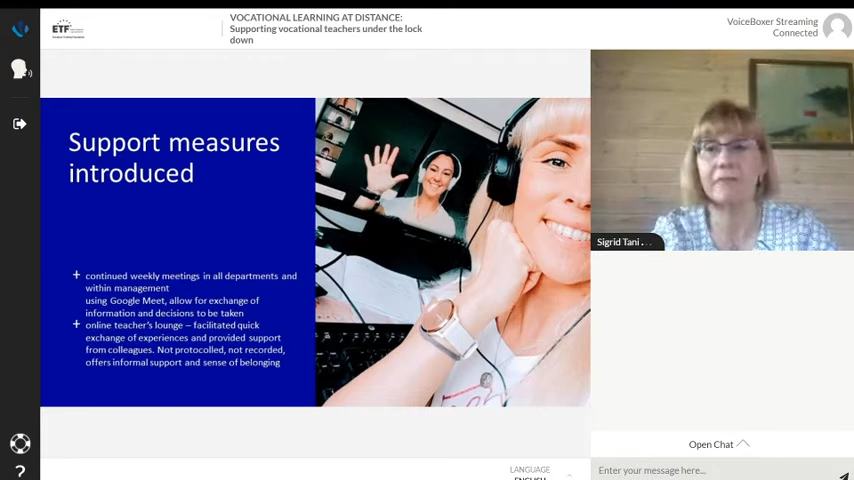 ETF
VOCATIONAL LEARNING AT DISTANCE:
Supporting vocational teachers under the lock
down
VoiceBoxer Streaming
Connected
Support measures
introduced
+ continued weekly meetings in all departments and
within management
using Google Meet, allow for exchange of
information and decisions to be taken
+ online teacher's lounge – facilitated quick
exchange of experiences and provided support
from colleagues. Not protocolled, not recorded,
offers informal support and sense of belonging
Sigrid Tani ...
Open Chat
Enter your message here...
LANGUAGE
ENGLISH
?